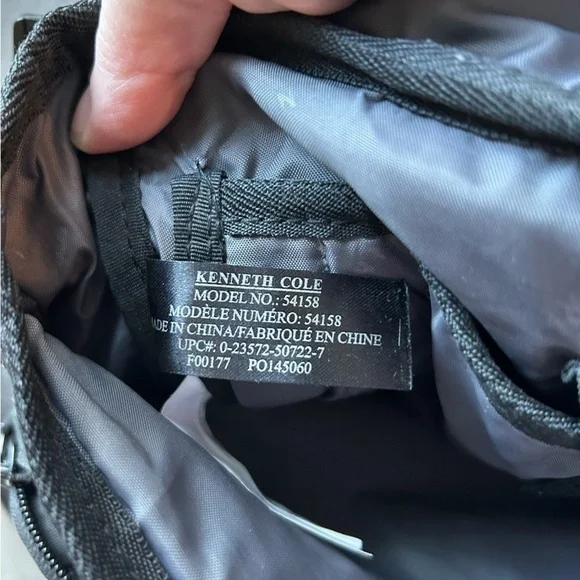 KENNETH COLE
MODEL NO.: 54158
MODÈLE NUMÉRO: 54158
MADE IN CHINA/FABRIQUÉ EN CHINE
UPC#: 0-23572-50722-7
F00177 PO145060